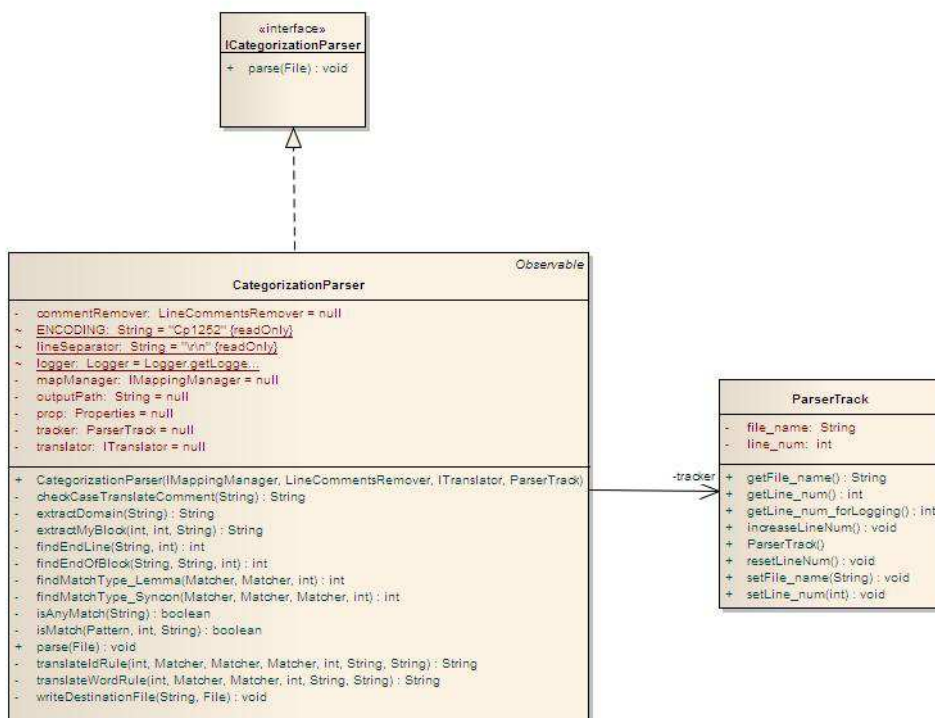 «interface»
ICategorizationParser
+ parse(File) : void
Observable
CategorizationParser
- commentRemover: LineCommentsRemover = null
~ ENCODING: String = "Cp1252" {readOnly}
~ lineSeparator: String = "\r\n" {readOnly}
~ logger: Logger = Logger.getLogge...
- mapManager: IMappingManager = null
- outputPath: String = null
- prop: Properties = null
- tracker: ParserTrack = null
- translator: ITranslator = null
+ CategorizationParser(IMappingManager, LineCommentsRemover, ITranslator, ParserTrack)
- checkCaseTranslateComment(String) : String
- extractDomain(String) : String
- extractMyBlock(int, int, String) : String
- findEndLine(String, int) : int
- findEndOfBlock(String, String, int) : int
- findMatchType_Lemma(Matcher, Matcher, int) : int
- findMatchType_Syncon(Matcher, Matcher, Matcher, int) : int
- isAnyMatch(String) : boolean
- isMatch(Pattern, int, String) : boolean
+ parse(File) : void
- translateIdRule(int, Matcher, Matcher, Matcher, int, String, String) : String
- translateWordRule(int, Matcher, Matcher, int, String, String) : String
- writeDestinationFile(String, File) : void
-tracker
ParserTrack
- file_name: String
- line_num: int
+ getFile_name() : String
+ getLine_num() : int
+ getLine_num_forLogging() : int
+ increaseLineNum() : void
+ ParserTrack()
+ resetLineNum() : void
+ setFile_name(String) : void
+ setLine_num(int) : void